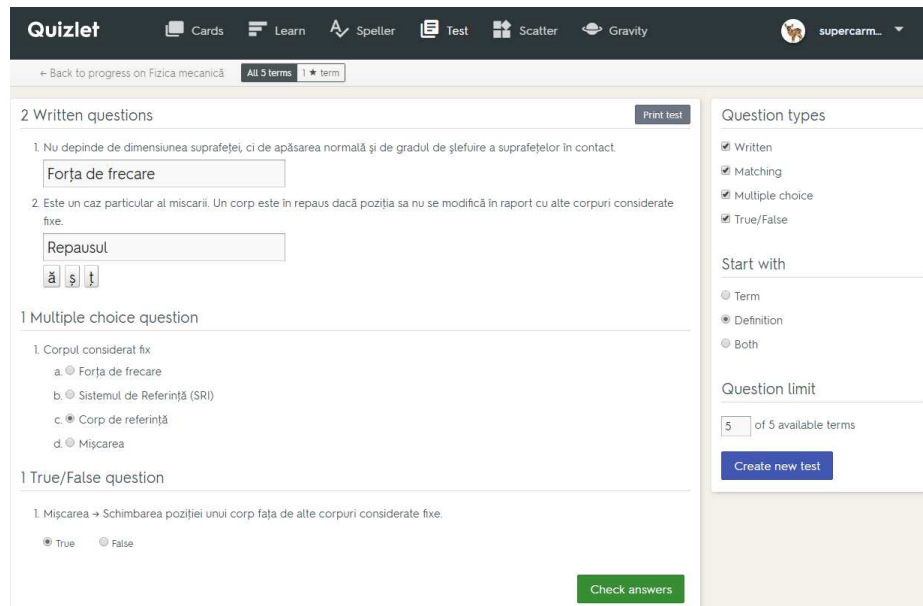 Quizlet Cards Learn Speller Test Scatter Gravity supercarm...
← Back to progress on Fizica mecanică All 5 terms 1 ★ term
2 Written questions Print test
1. Nu depinde de dimensiunea suprafeței, ci de apăsarea normală şi de gradul de şlefuire a suprafețelor în contact.
Forța de frecare
2. Este un caz particular al miscarii. Un corp este în repaus dacă poziția sa nu se modifică în raport cu alte corpuri considerate
fixe.
Repausul
ă ș ț
1 Multiple choice question
1. Corpul considerat fix
a. Forța de frecare
b. Sistemul de Referință (SRI)
c. Corp de referință
d. Mișcarea
1 True/False question
1. Mișcarea → Schimbarea poziției unui corp fața de alte corpuri considerate fixe.
True False
Check answers
Question types
Written
Matching
Multiple choice
True/False
Start with
Term
Definition
Both
Question limit
5 of 5 available terms
Create new test